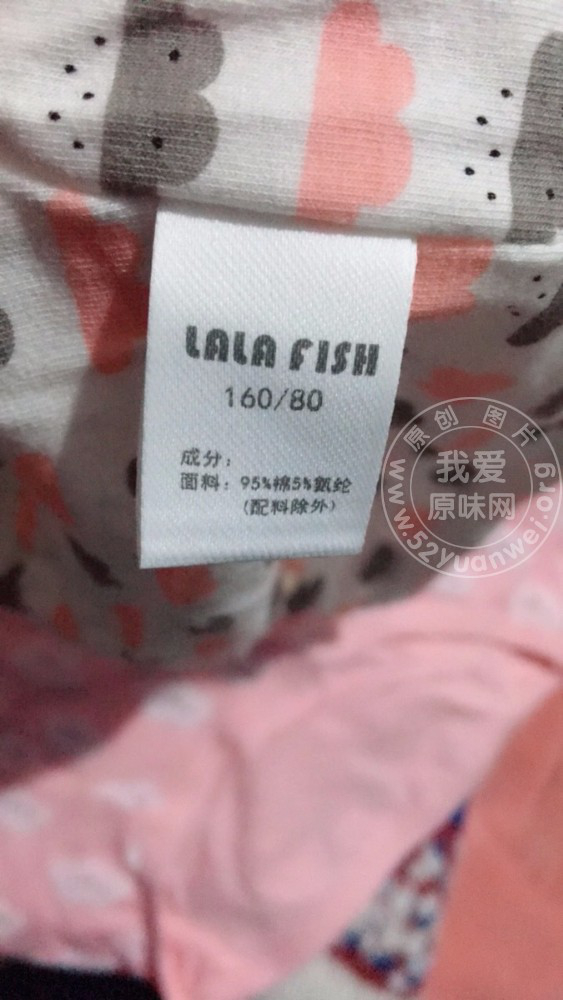 LALA FISH
160/80
成分：
面料：95%棉5%氨纶
(配料除外)
原创 图片
我爱
原味网
www.52yuanwei.org